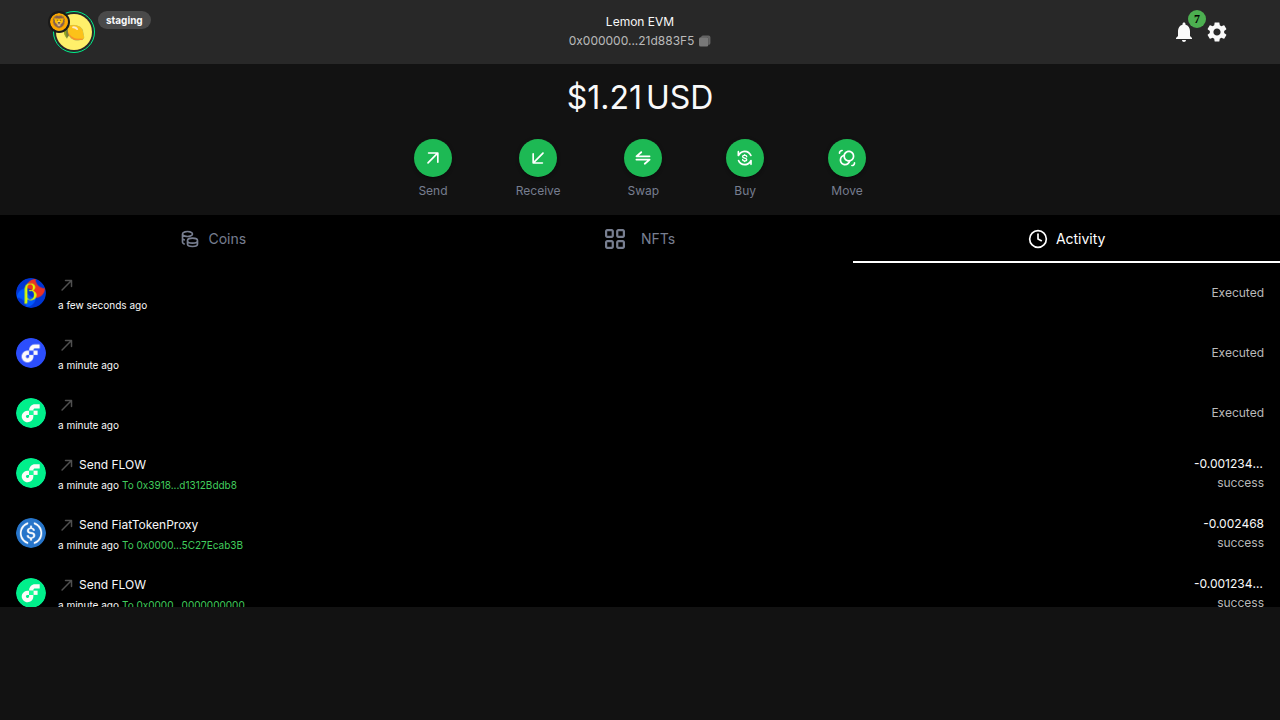 staging
Lemon EVM
0x000000...21d883F5
7
$1.21USD
Send
Receive
Swap
Buy
Move
Coins
NFTs
Activity
a few seconds ago
Executed
a minute ago
Executed
a minute ago
Executed
Send FLOW
-0.001234...
a minute ago To 0x3918...d1312Bddb8
success
Send FiatTokenProxy
-0.002468
a minute ago To 0x0000...5C27Ecab3B
success
Send FLOW
-0.001234...
a minute ago To 0x0000...0000000000
success